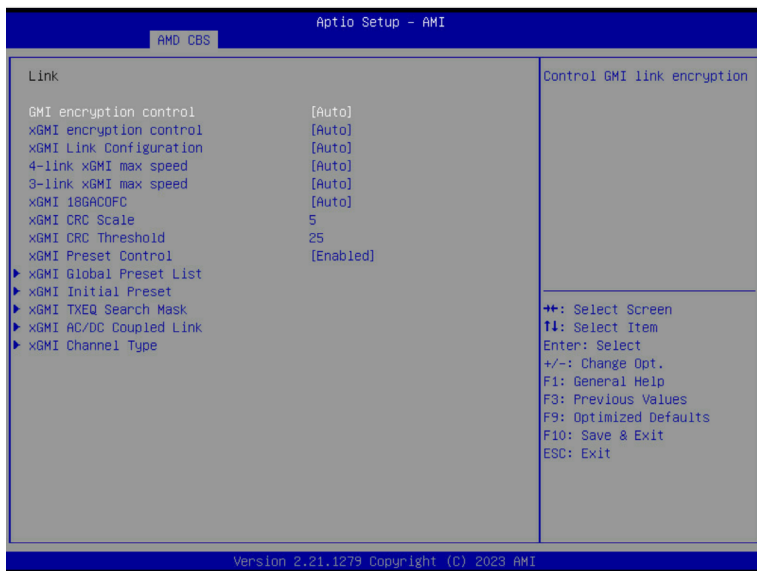 Aptio Setup – AMI
AMD CBS
Link
GMI encryption control [Auto]
xGMI encryption control [Auto]
xGMI Link Configuration [Auto]
4-link xGMI max speed [Auto]
3-link xGMI max speed [Auto]
xGMI 18GACOFC [Auto]
xGMI CRC Scale 5
xGMI CRC Threshold 25
xGMI Preset Control [Enabled]
xGMI Global Preset List
xGMI Initial Preset
xGMI TXEQ Search Mask
xGMI AC/DC Coupled Link
xGMI Channel Type
Control GMI link encryption
→←: Select Screen
↑↓: Select Item
Enter: Select
+/-: Change Opt.
F1: General Help
F3: Previous Values
F9: Optimized Defaults
F10: Save & Exit
ESC: Exit
Version 2.21.1279 Copyright (C) 2023 AMI